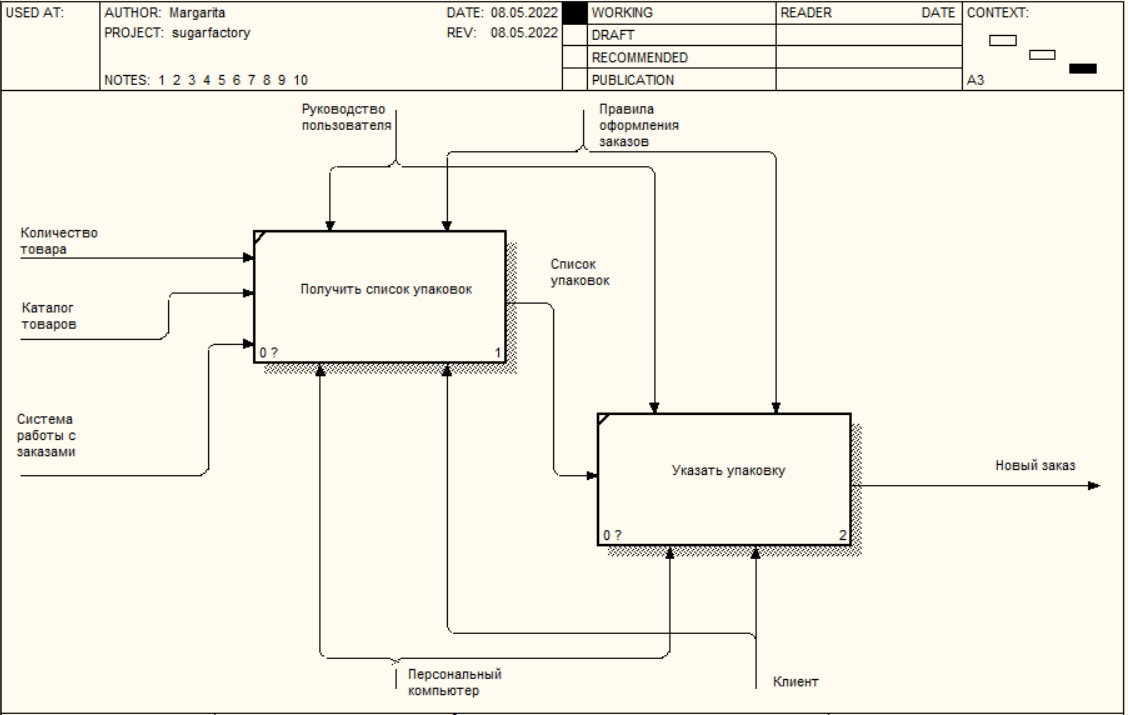 USED AT:
AUTHOR: Margarita
DATE: 08.05.2022
WORKING
READER
DATE
CONTEXT:
PROJECT: sugarfactory
REV: 08.05.2022
DRAFT
RECOMMENDED
NOTES: 1 2 3 4 5 6 7 8 9 10
PUBLICATION
A3
Руководство
пользователя
Правила
оформления
заказов
Количество
товара
Каталог
товаров
Система
работы с
заказами
Получить список упаковок
0 ?
1
Список
упаковок
Указать упаковку
0 ?
2
Новый заказ
Персональный
компьютер
Клиент